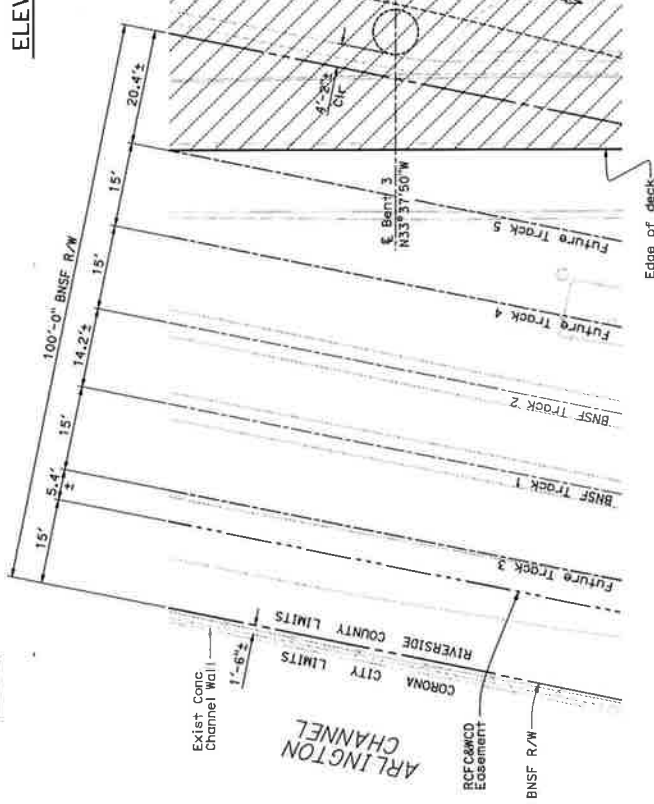 ELEV
100'-0" BNSF R/W
15'
5.4'
±
15'
14.2'±
15'
15'
20.4'±
4'-2"±
Clr
℄ Bent 3
N33°37'50"W
Exist Conc
Channel Wall
1'-6"±
CORONA CITY LIMITS
RIVERSIDE COUNTY LIMITS
ARLINGTON
CHANNEL
RCFC&WCD
Easement
BNSF R/W
Future Track 3
BNSF Track 1
BNSF Track 2
Future Track 4
Future Track 5
Edge of deck